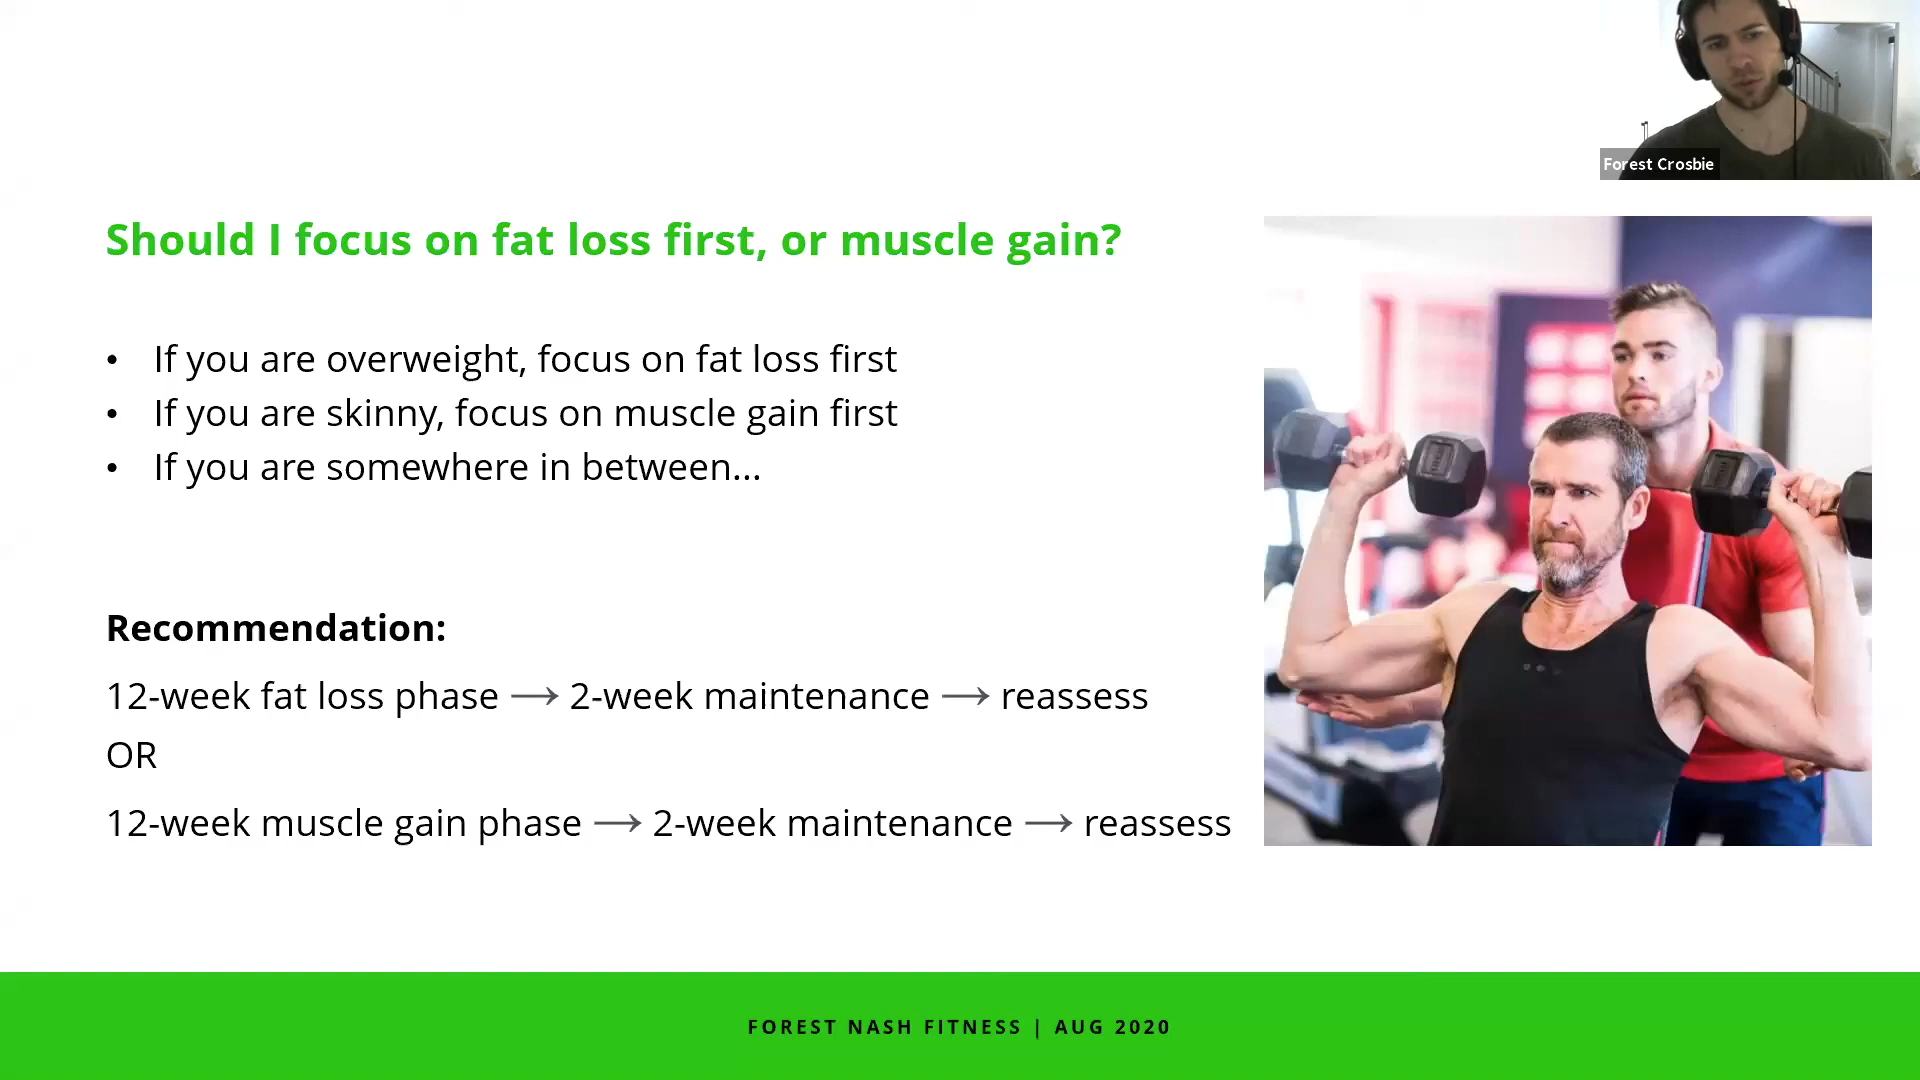 Forest Crosbie
Should I focus on fat loss first, or muscle gain?
• If you are overweight, focus on fat loss first
• If you are skinny, focus on muscle gain first
• If you are somewhere in between...
Recommendation:
12-week fat loss phase → 2-week maintenance → reassess
OR
12-week muscle gain phase → 2-week maintenance → reassess
FOREST NASH FITNESS | AUG 2020